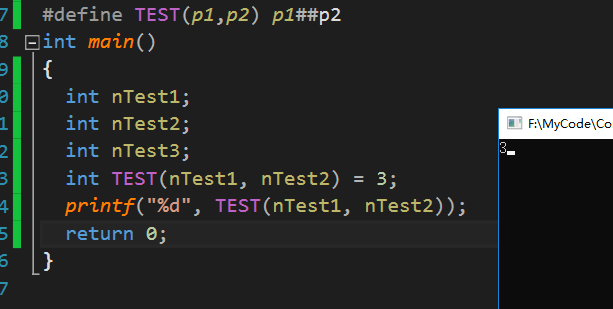 7 #define TEST(p1,p2) p1##p2
8 int main()
9 {
0 int nTest1;
1 int nTest2;
2 int nTest3;
3 int TEST(nTest1, nTest2) = 3;
4 printf("%d", TEST(nTest1, nTest2));
5 return 0;
6 }
7
F:\MyCode\Co
3